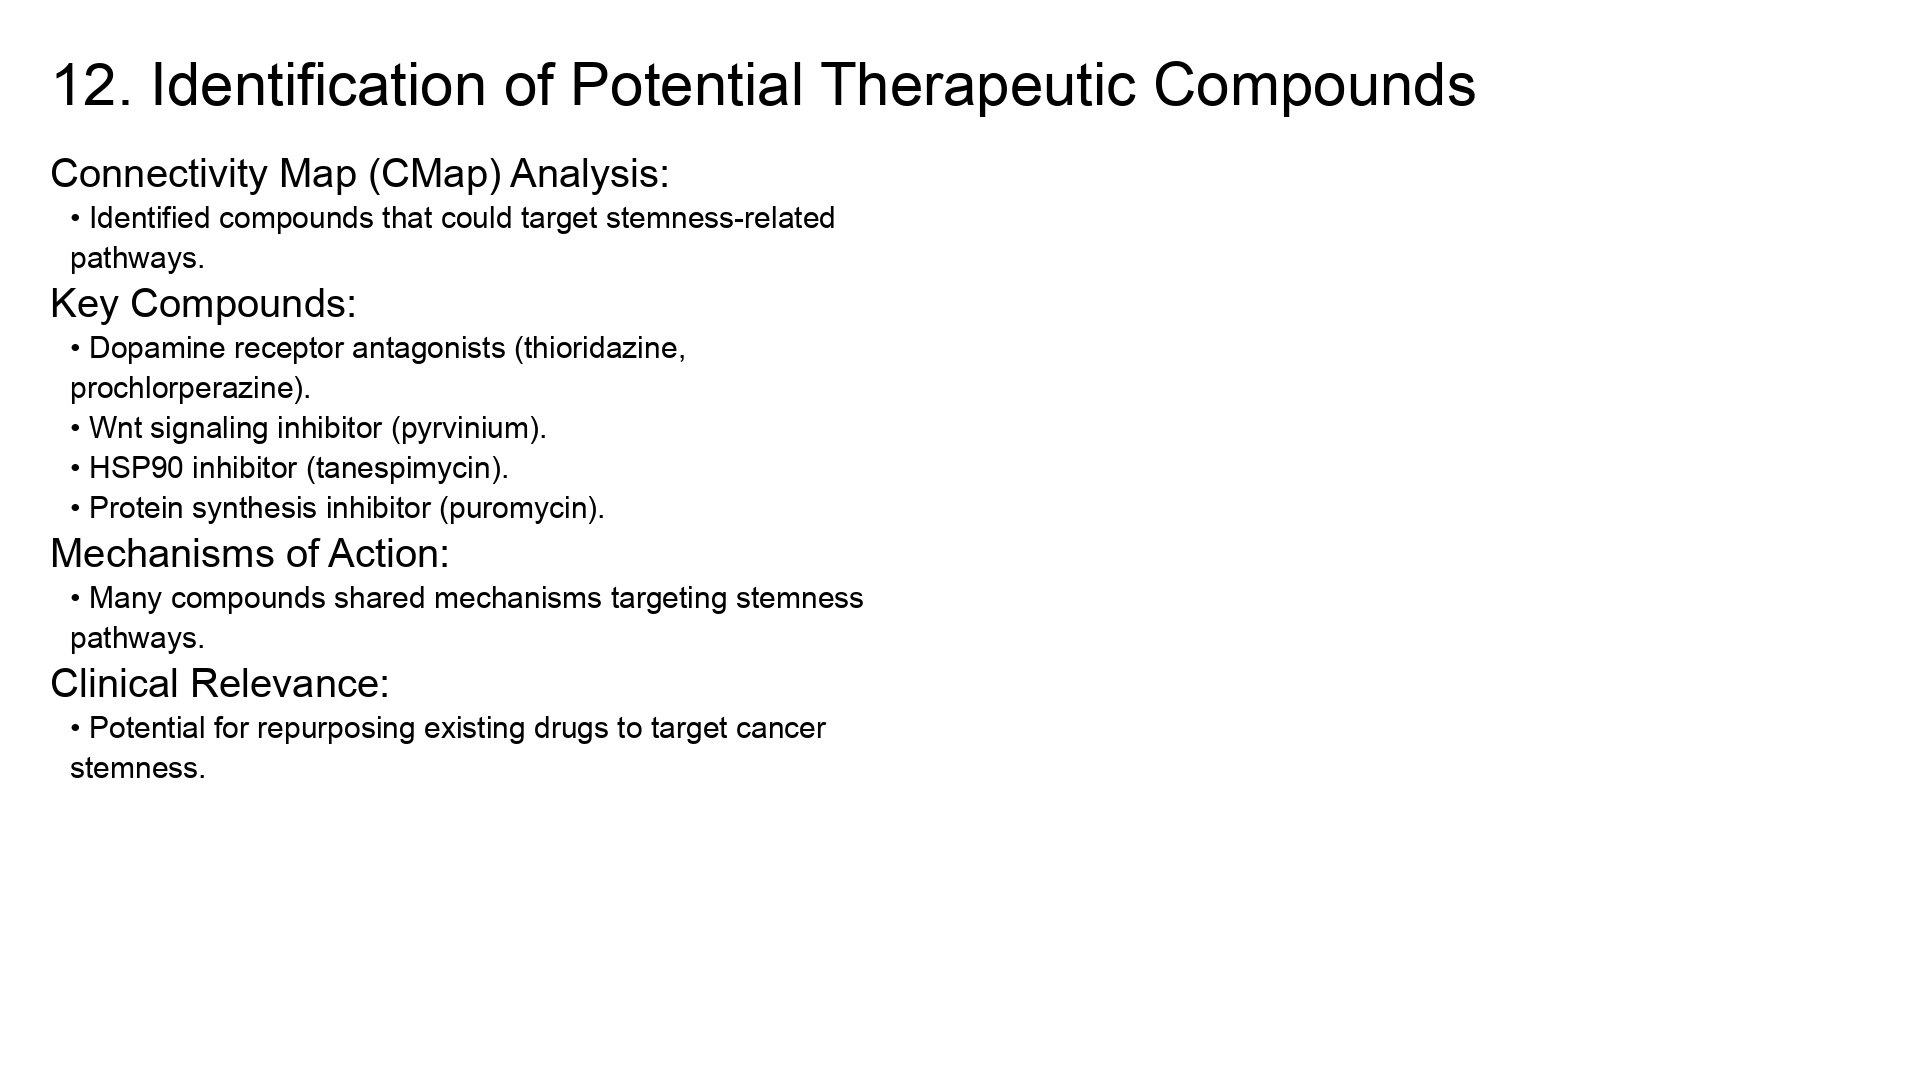 12. Identification of Potential Therapeutic Compounds
Connectivity Map (CMap) Analysis:
• Identified compounds that could target stemness-related
pathways.
Key Compounds:
• Dopamine receptor antagonists (thioridazine,
prochlorperazine).
• Wnt signaling inhibitor (pyrvinium).
• HSP90 inhibitor (tanespimycin).
• Protein synthesis inhibitor (puromycin).
Mechanisms of Action:
• Many compounds shared mechanisms targeting stemness
pathways.
Clinical Relevance:
• Potential for repurposing existing drugs to target cancer
stemness.